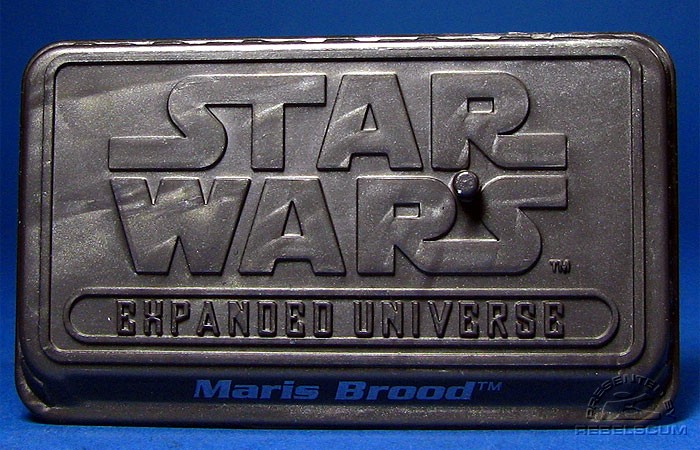 STAR
WARS TM
EXPANDED UNIVERSE
Maris Brood™
PRESENTED BY
REBELSCUM